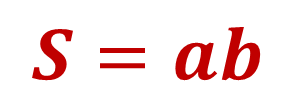 S = ab